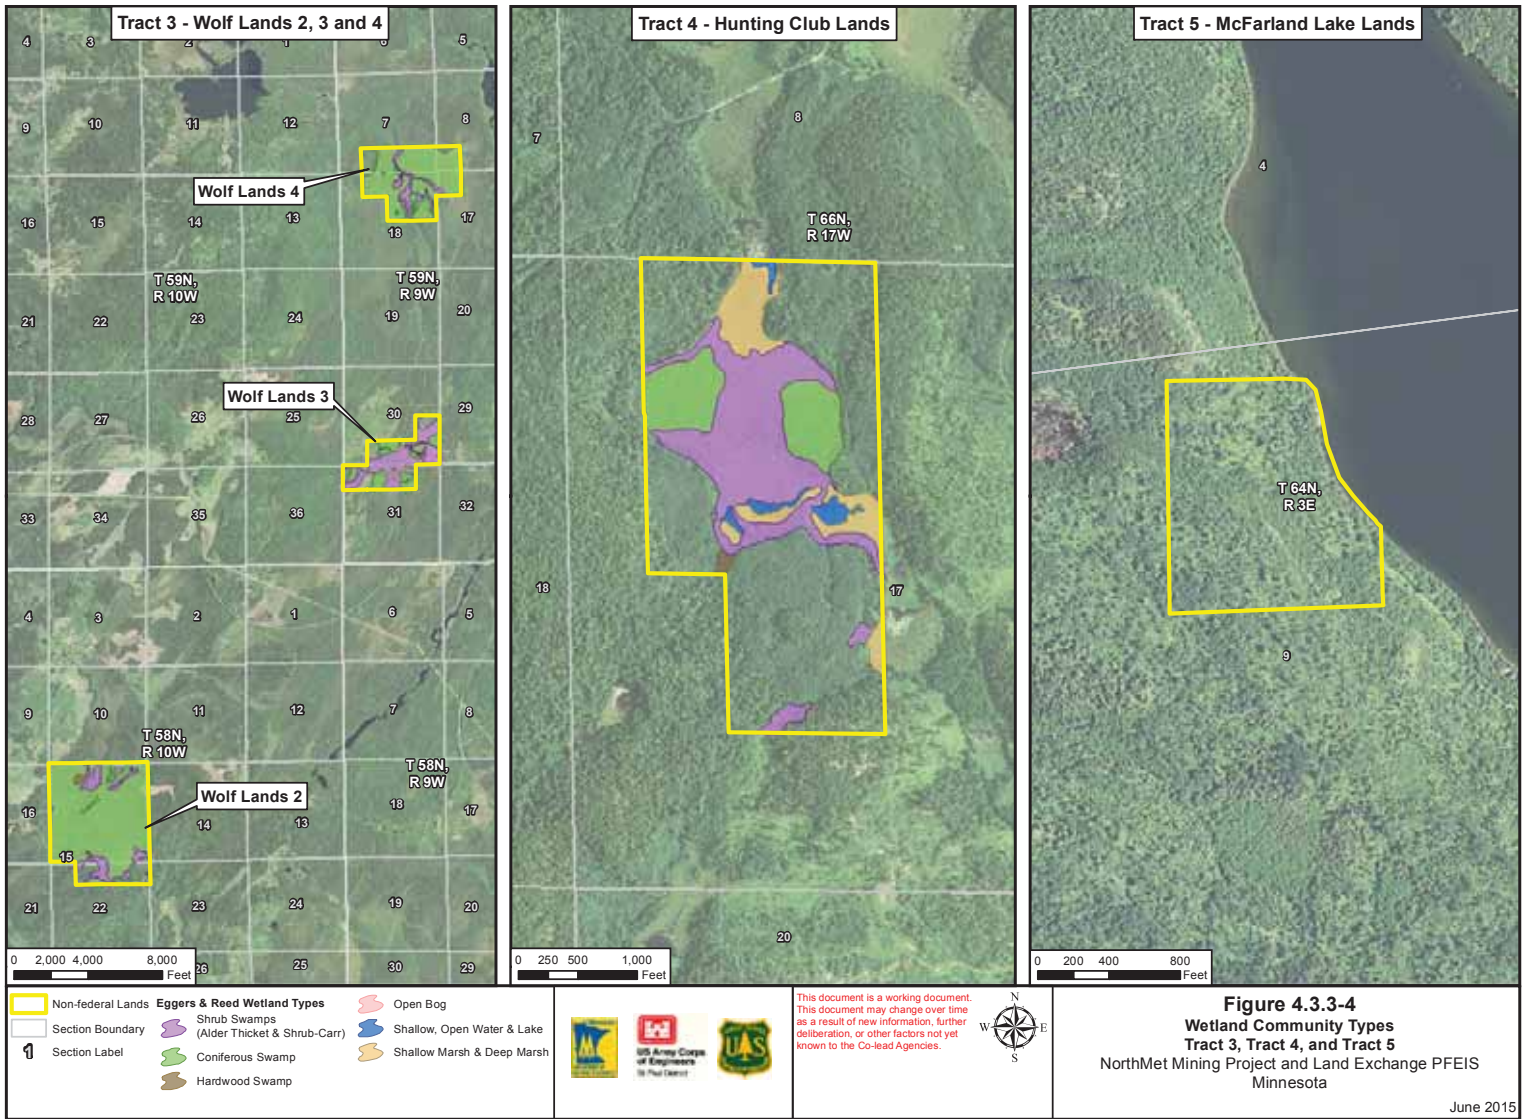 Tract 3 - Wolf Lands 2, 3 and 4
4 3 2 1 6 5
9 10 11 12 7 8
Wolf Lands 4
16 15 14 13 18 17
T 59N,
R 10W
T 59N,
R 9W
21 22 23 24 19 20
Wolf Lands 3
28 27 26 25 30 29
33 34 35 36 31 32
4 3 2 1 6 5
9 10 11 12 7 8
T 58N,
R 10W
T 58N,
R 9W
Wolf Lands 2
16 15 14 13 18 17
21 22 23 24 19 20
26 25 30 29
0 2,000 4,000 8,000
Feet
Tract 4 - Hunting Club Lands
7 8
T 66N,
R 17W
18 17
20
0 250 500 1,000
Feet
Tract 5 - McFarland Lake Lands
4
T 64N,
R 3E
9
0 200 400 800
Feet
Non-federal Lands
Section Boundary
1 Section Label
Eggers & Reed Wetland Types
Shrub Swamps
(Alder Thicket & Shrub-Carr)
Coniferous Swamp
Hardwood Swamp
Open Bog
Shallow, Open Water & Lake
Shallow Marsh & Deep Marsh
US Army Corps
of Engineers
St Paul District
UAS
This document is a working document.
This document may change over time
as a result of new information, further
deliberation, or other factors not yet
known to the Co-lead Agencies.
N
W E
S
Figure 4.3.3-4
Wetland Community Types
Tract 3, Tract 4, and Tract 5
NorthMet Mining Project and Land Exchange PFEIS
Minnesota
June 2015